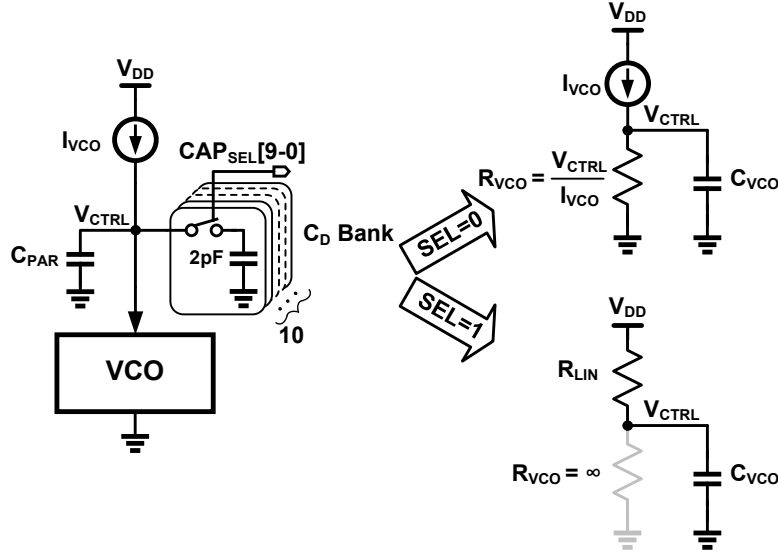 V_DD
I_VCO
CAP_SEL[9-0]
V_CTRL
C_PAR
2pF
C_D Bank
10
VCO
SEL=0
SEL=1
V_DD
I_VCO
V_CTRL
R_VCO = V_CTRL
I_VCO
C_VCO
V_DD
R_LIN
V_CTRL
R_VCO = ∞
C_VCO